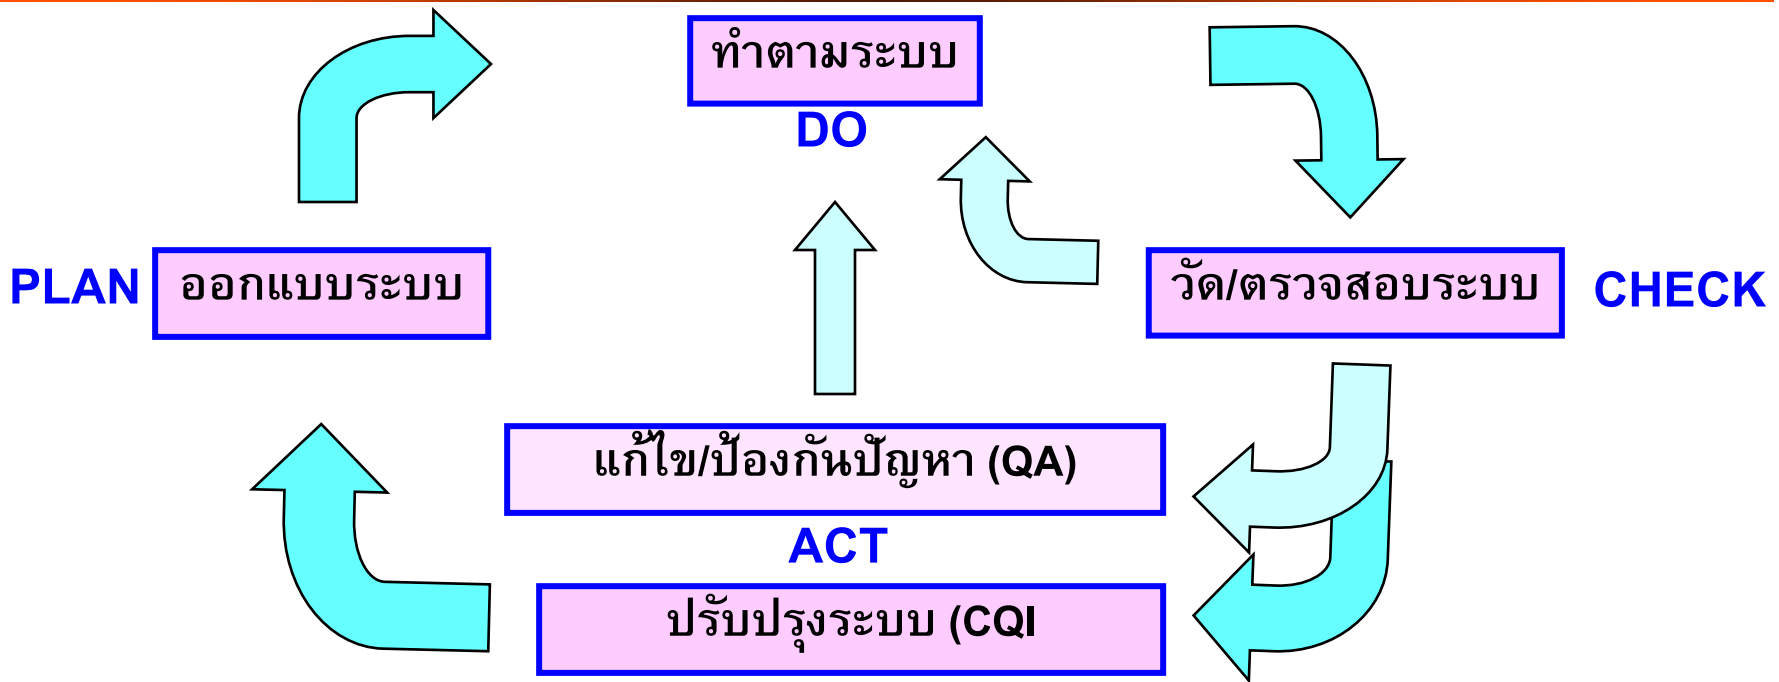 ทำตามระบบ
DO
PLAN
ออกแบบระบบ
วัด/ตรวจสอบระบบ
CHECK
แก้ไข/ป้องกันปัญหา (QA)
ACT
ปรับปรุงระบบ (CQI